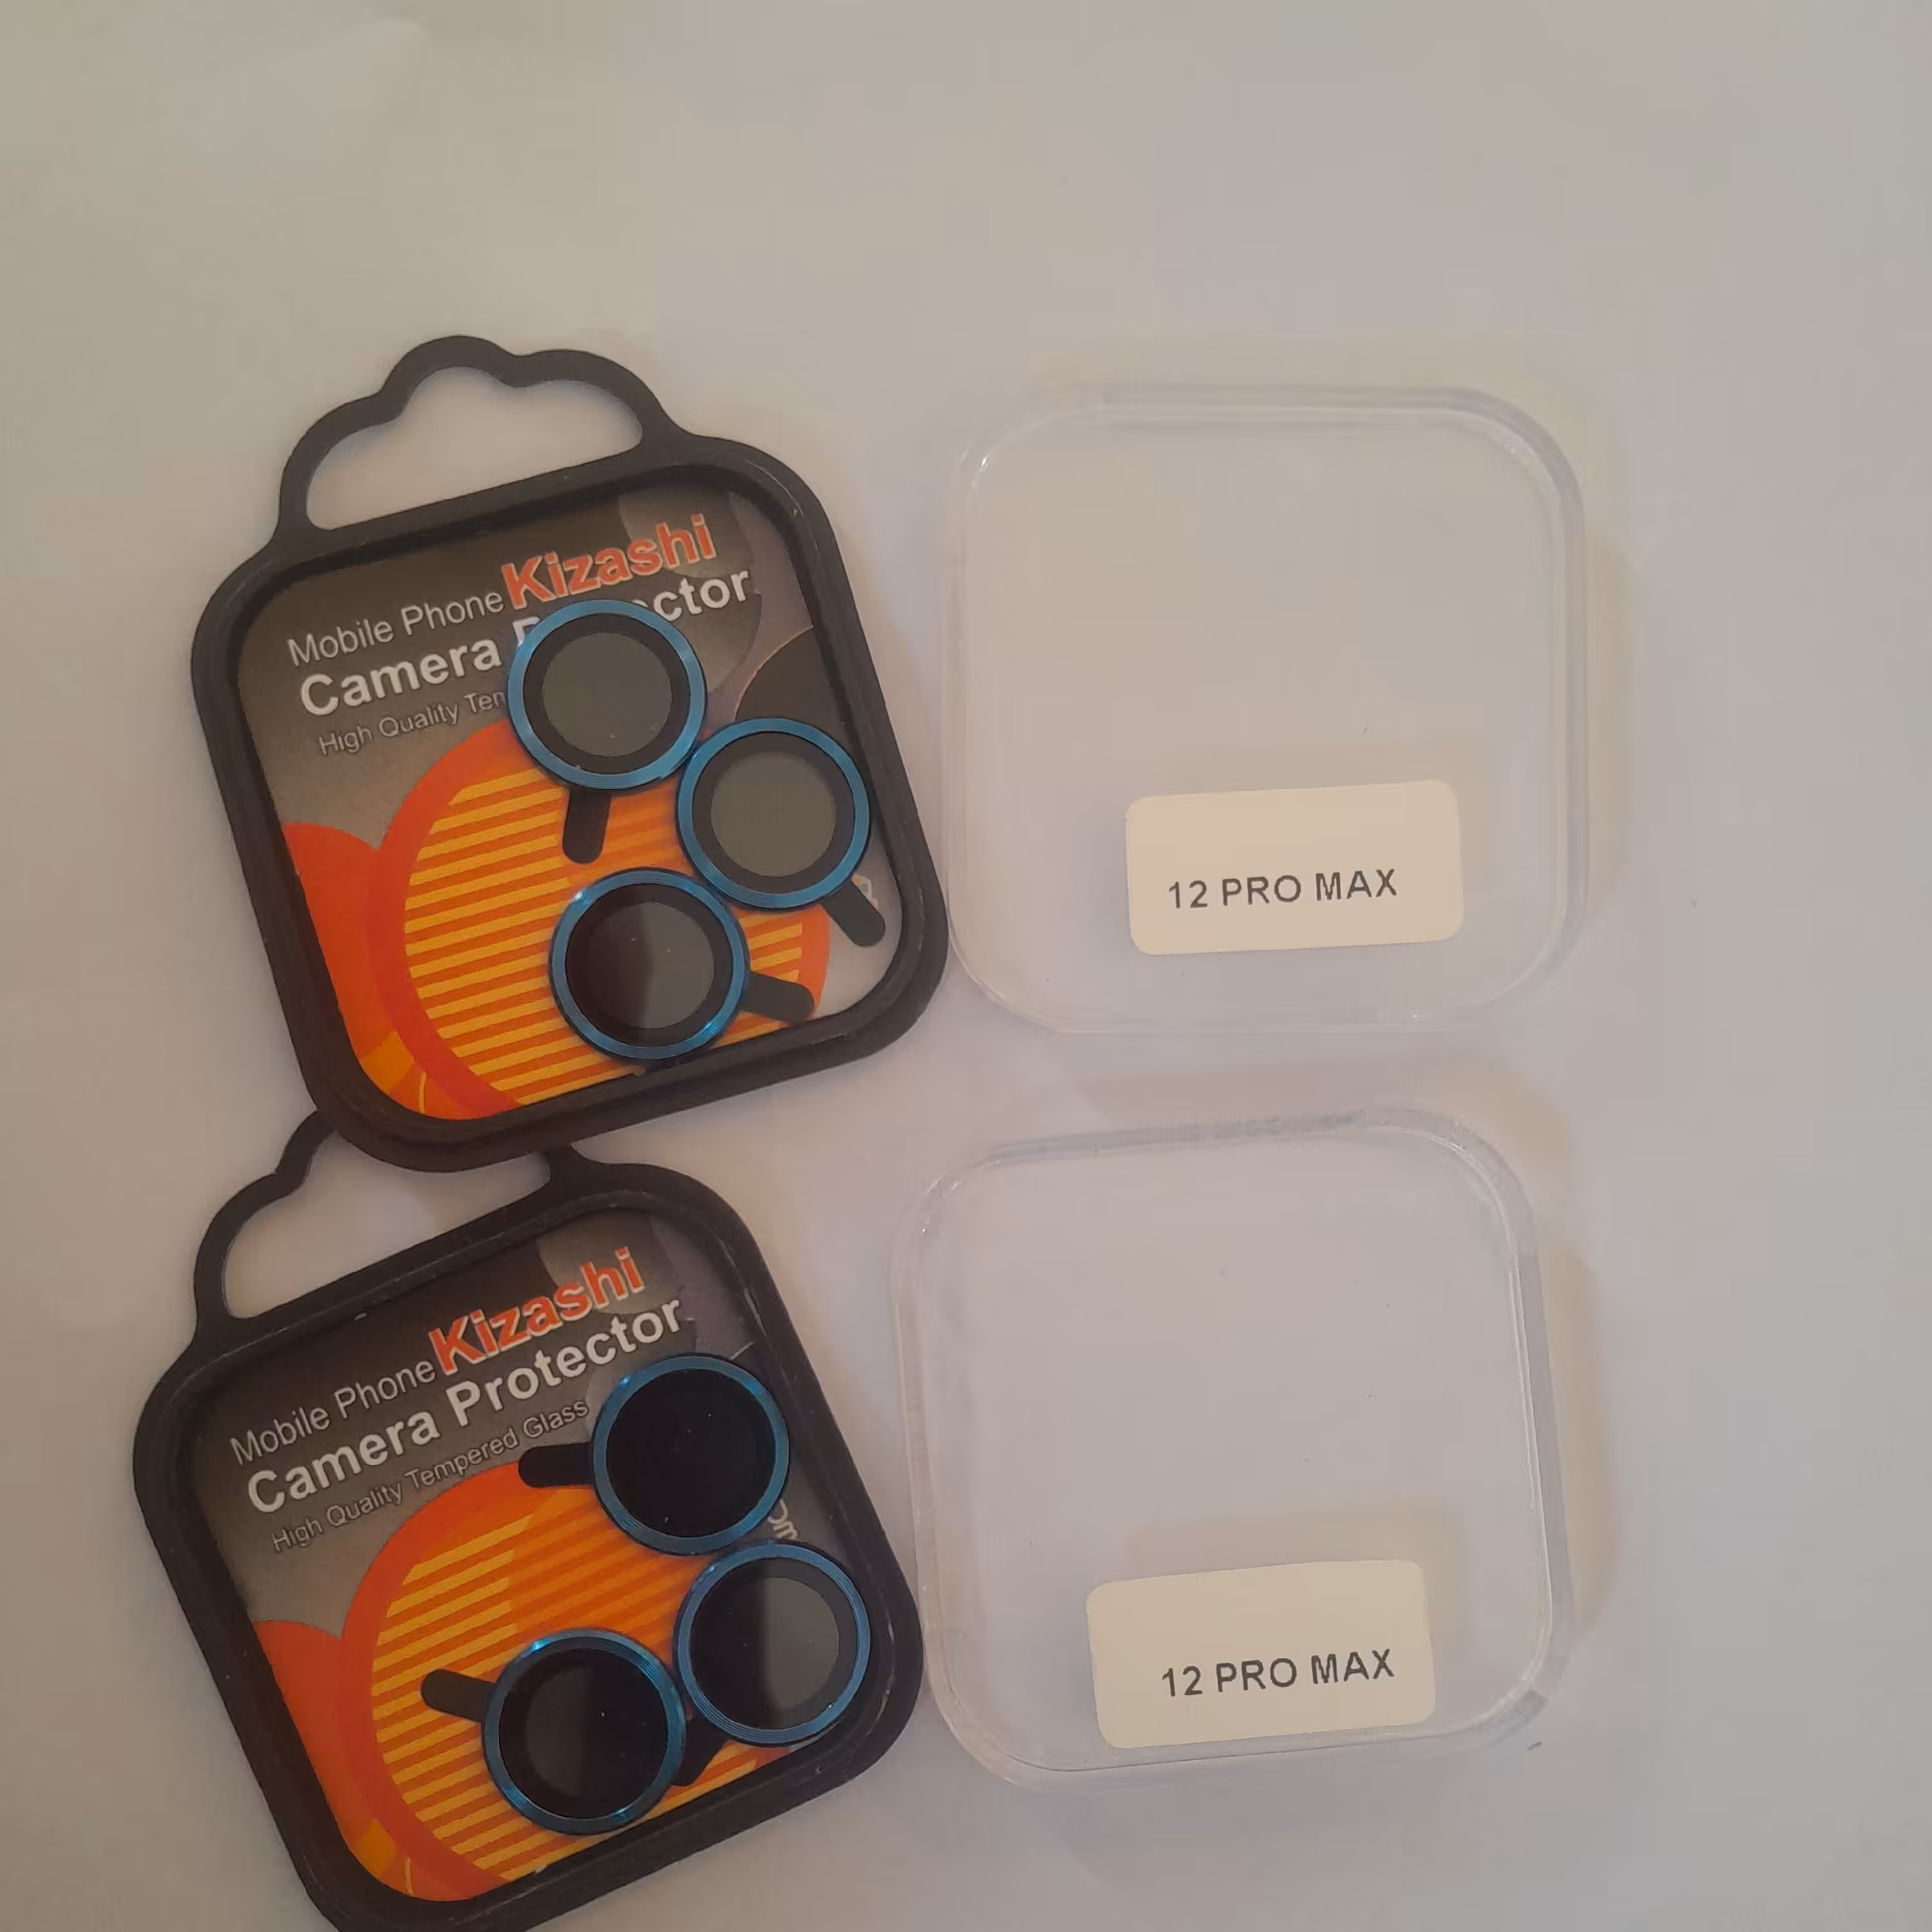 Mobile Phone Kizashi
Camera
High Quality
12 PRO MAX
Mobile Phone Kizashi
Camera Protector
High Quality Tempered Glass
12 PRO MAX